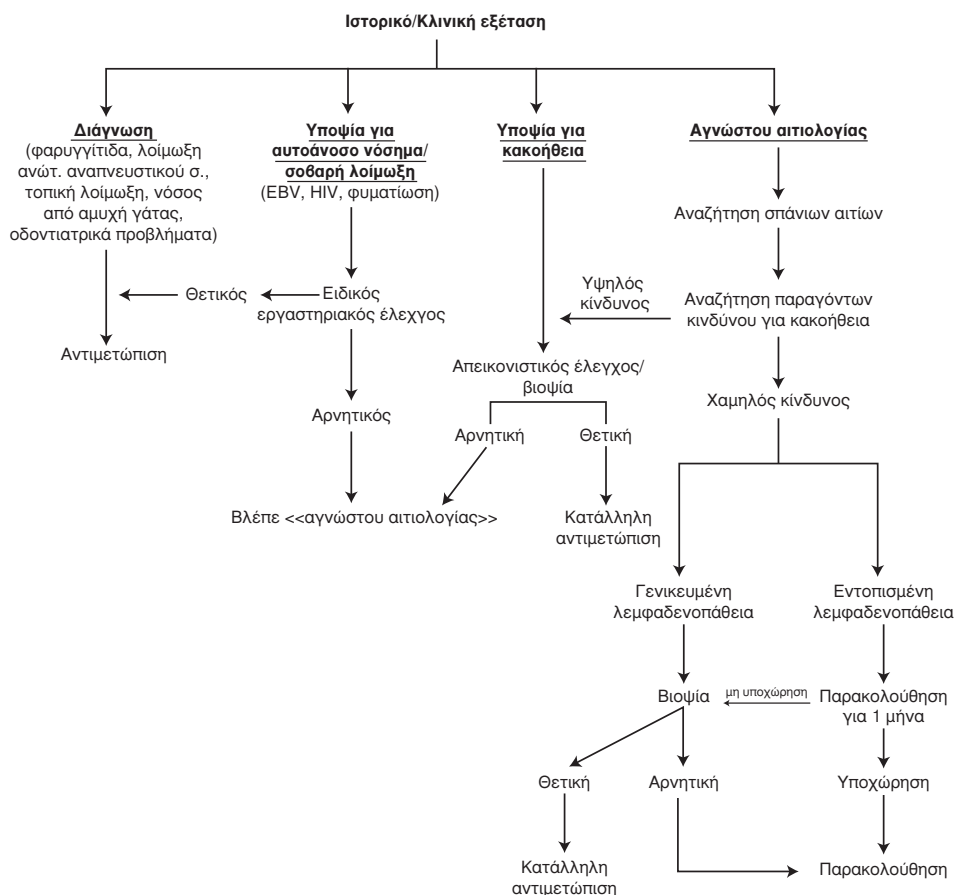 Ιστορικό/Κλινική εξέταση
Διάγνωση
(φαρυγγίτιδα, λοίμωξη
ανώτ. αναπνευστικού σ.,
τοπική λοίμωξη, νόσος
από αμυχή γάτας,
οδοντιατρικά προβλήματα)
Υποψία για
αυτοάνοσο νόσημα/
σοβαρή λοίμωξη
(EBV, HIV, φυματίωση)
Υποψία για
κακοήθεια
Αγνώστου αιτιολογίας
Αναζήτηση σπάνιων αιτίων
Θετικός
Ειδικός
εργαστηριακός έλεγχος
Υψηλός
κίνδυνος
Αναζήτηση παραγόντων
κινδύνου για κακοήθεια
Αντιμετώπιση
Απεικονιστικός έλεγχος/
βιοψία
Αρνητικός
Χαμηλός κίνδυνος
Αρνητική
Θετική
Βλέπε <<αγνώστου αιτιολογίας>>
Κατάλληλη
αντιμετώπιση
Γενικευμένη
λεμφαδενοπάθεια
Εντοπισμένη
λεμφαδενοπάθεια
Βιοψία
μη υποχώρηση
Παρακολούθηση
για 1 μήνα
Θετική
Αρνητική
Υποχώρηση
Κατάλληλη
αντιμετώπιση
Παρακολούθηση